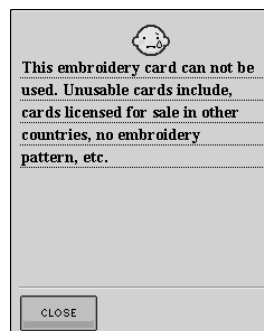 This embroidery card can not be
used. Unusable cards include,
cards licensed for sale in other
countries, no embroidery
pattern, etc.
CLOSE